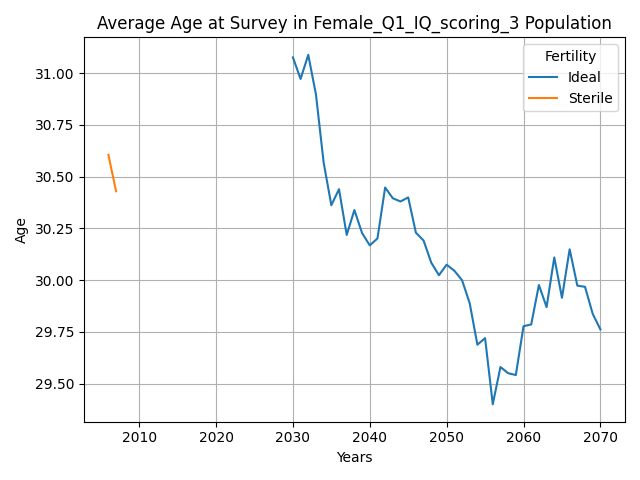 Average Age at Survey in Female_Q1_IQ_scoring_3 Population
Fertility
Ideal
Sterile
31.00
30.75
30.50
30.25
30.00
29.75
29.50
Age
2010 2020 2030 2040 2050 2060 2070
Years